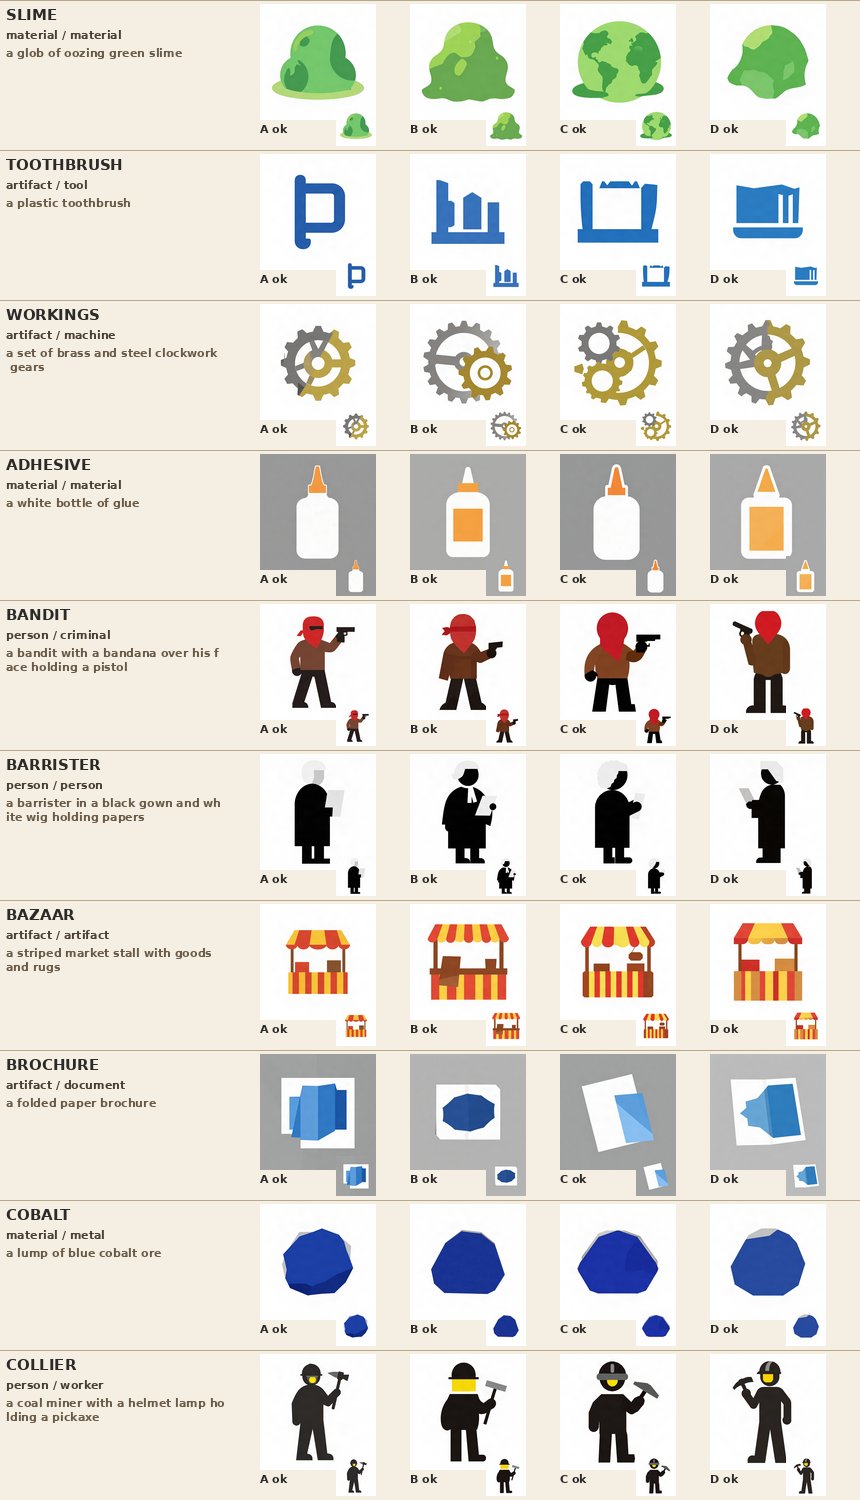 SLIME
material / material
a glob of oozing green slime
A ok
B ok
C ok
D ok
TOOTHBRUSH
artifact / tool
a plastic toothbrush
A ok
B ok
C ok
D ok
WORKINGS
artifact / machine
a set of brass and steel clockwork
gears
A ok
B ok
C ok
D ok
ADHESIVE
material / material
a white bottle of glue
A ok
B ok
C ok
D ok
BANDIT
person / criminal
a bandit with a bandana over his f
ace holding a pistol
A ok
B ok
C ok
D ok
BARRISTER
person / person
a barrister in a black gown and wh
ite wig holding papers
A ok
B ok
C ok
D ok
BAZAAR
artifact / artifact
a striped market stall with goods
and rugs
A ok
B ok
C ok
D ok
BROCHURE
artifact / document
a folded paper brochure
A ok
B ok
C ok
D ok
COBALT
material / metal
a lump of blue cobalt ore
A ok
B ok
C ok
D ok
COLLIER
person / worker
a coal miner with a helmet lamp ho
lding a pickaxe
A ok
B ok
C ok
D ok